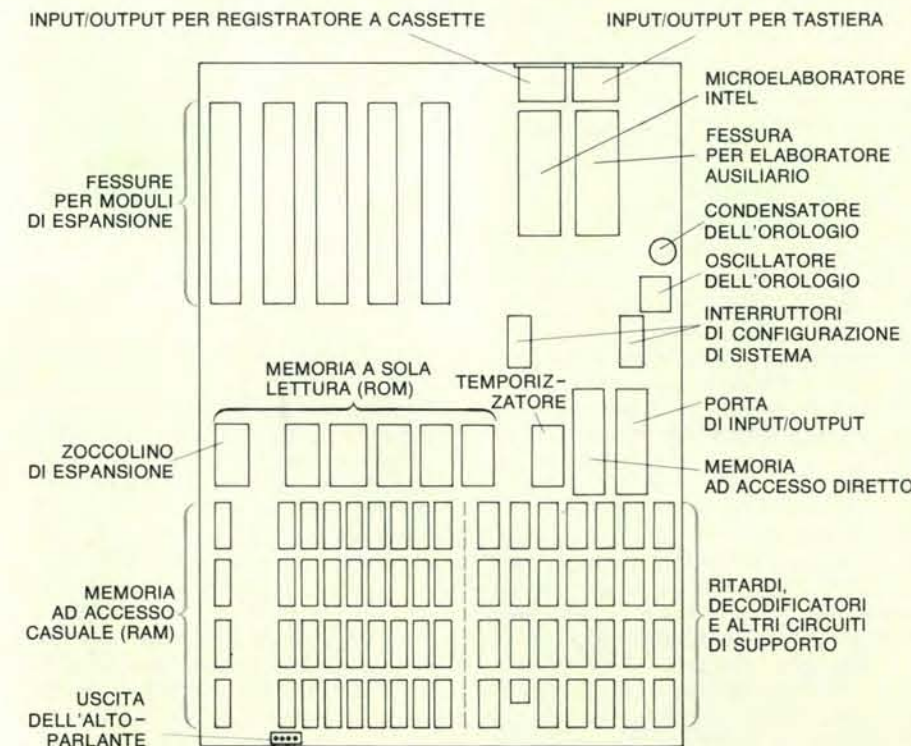 INPUT/OUTPUT PER REGISTRATORE A CASSETTE
INPUT/OUTPUT PER TASTIERA
MICROELABORATORE
INTEL
FESSURA
PER ELABORATORE
AUSILIARIO
FESSURE
PER MODULI
DI ESPANSIONE
CONDENSATORE
DELL'OROLOGIO
OSCILLATORE
DELL'OROLOGIO
INTERRUTTORI
DI CONFIGURAZIONE
DI SISTEMA
MEMORIA A SOLA
LETTURA (ROM)
TEMPORIZ-
ZATORE
PORTA
DI INPUT/OUTPUT
ZOCCOLINO
DI ESPANSIONE
MEMORIA
AD ACCESSO DIRETTO
MEMORIA
AD ACCESSO
CASUALE (RAM)
RITARDI,
DECODIFICATORI
E ALTRI CIRCUITI
DI SUPPORTO
USCITA
DELL'ALTO-
PARLANTE